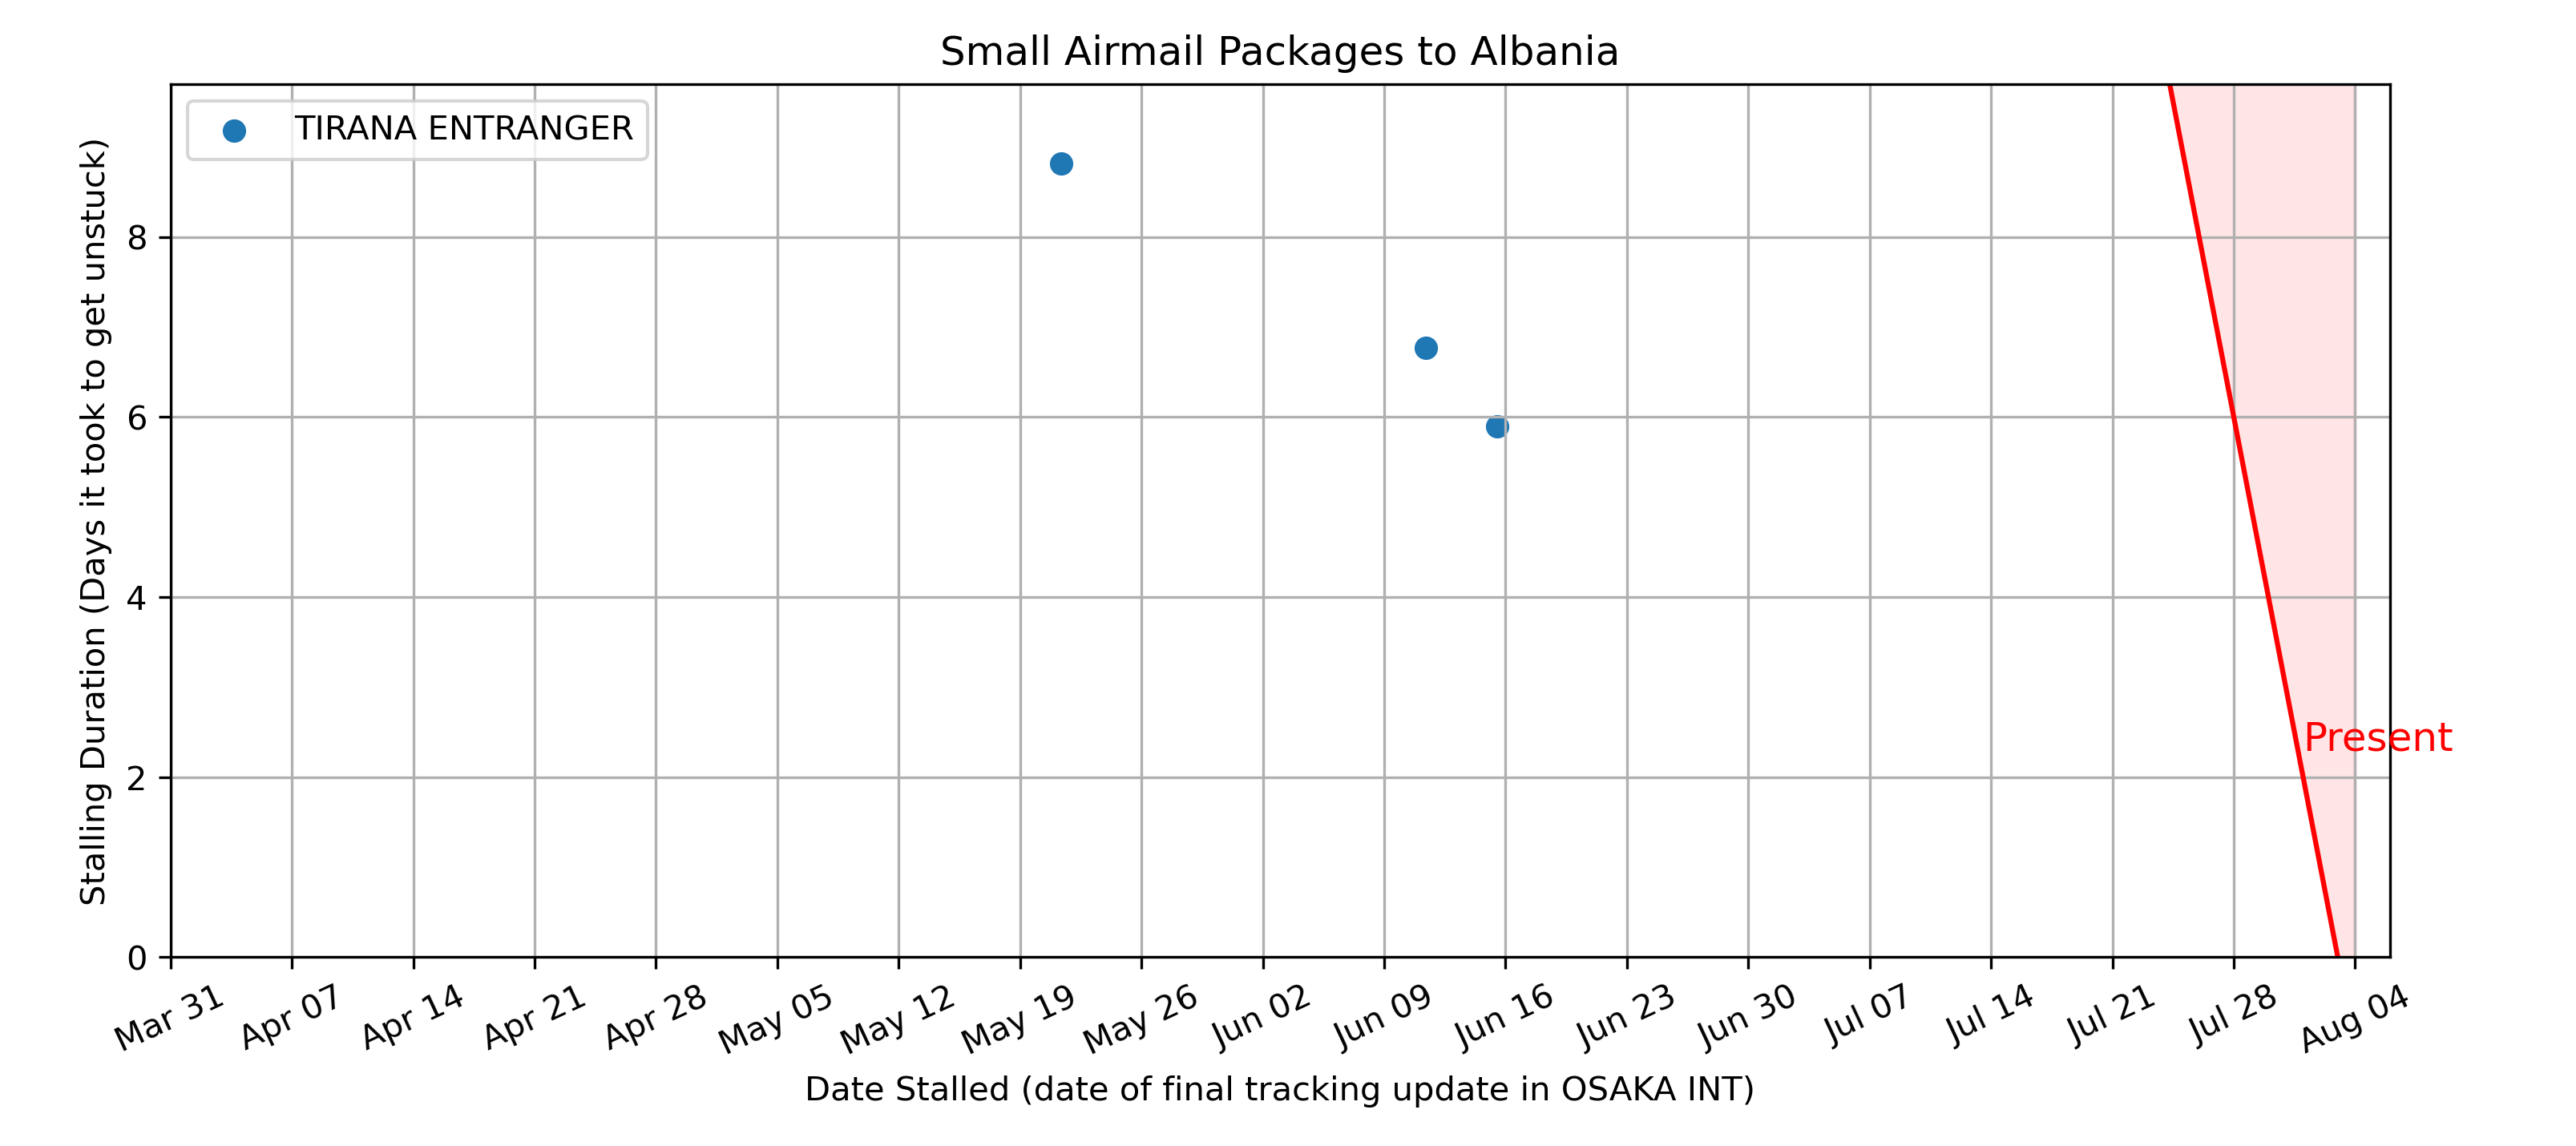 Small Airmail Packages to Albania
TIRANA ENTRANGER
Stalling Duration (Days it took to get unstuck)
8
6
4
2
0
Present
Mar 31 Apr 07 Apr 14 Apr 21 Apr 28 May 05 May 12 May 19 May 26 Jun 02 Jun 09 Jun 16 Jun 23 Jun 30 Jul 07 Jul 14 Jul 21 Jul 28 Aug 04
Date Stalled (date of final tracking update in OSAKA INT)